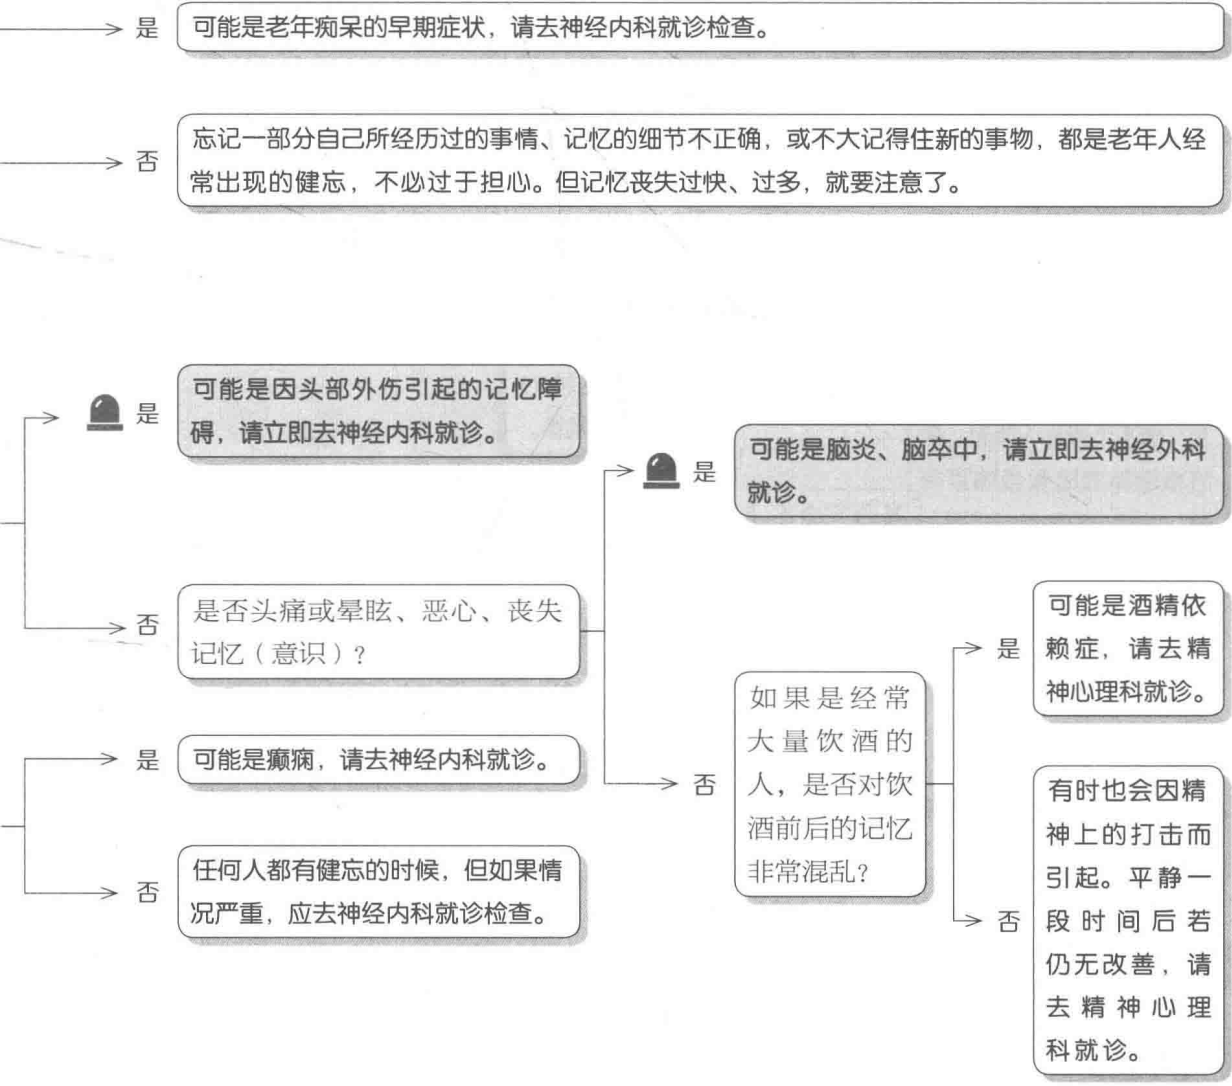 是
可能是老年痴呆的早期症状，请去神经内科就诊检查。
否
忘记一部分自己所经历过的事情、记忆的细节不正确，或不大记得住新的事物，都是老年人经
常出现的健忘，不必过于担心。但记忆丧失过快、过多，就要注意了。
是
可能是因头部外伤引起的记忆障
碍，请立即去神经内科就诊。
否
是否头痛或晕眩、恶心、丧失
记忆（意识）？
是
可能是脑炎、脑卒中，请立即去神经外科
就诊。
否
如果是经常
大量饮酒的
人，是否对饮
酒前后的记忆
非常混乱？
是
可能是酒精依
赖症，请去精
神心理科就诊。
否
有时也会因精
神上的打击而
引起。平静一
段时间后若
仍无改善，请
去精神心理
科就诊。
是
可能是癫痫，请去神经内科就诊。
否
任何人都有健忘的时候，但如果情
况严重，应去神经内科就诊检查。